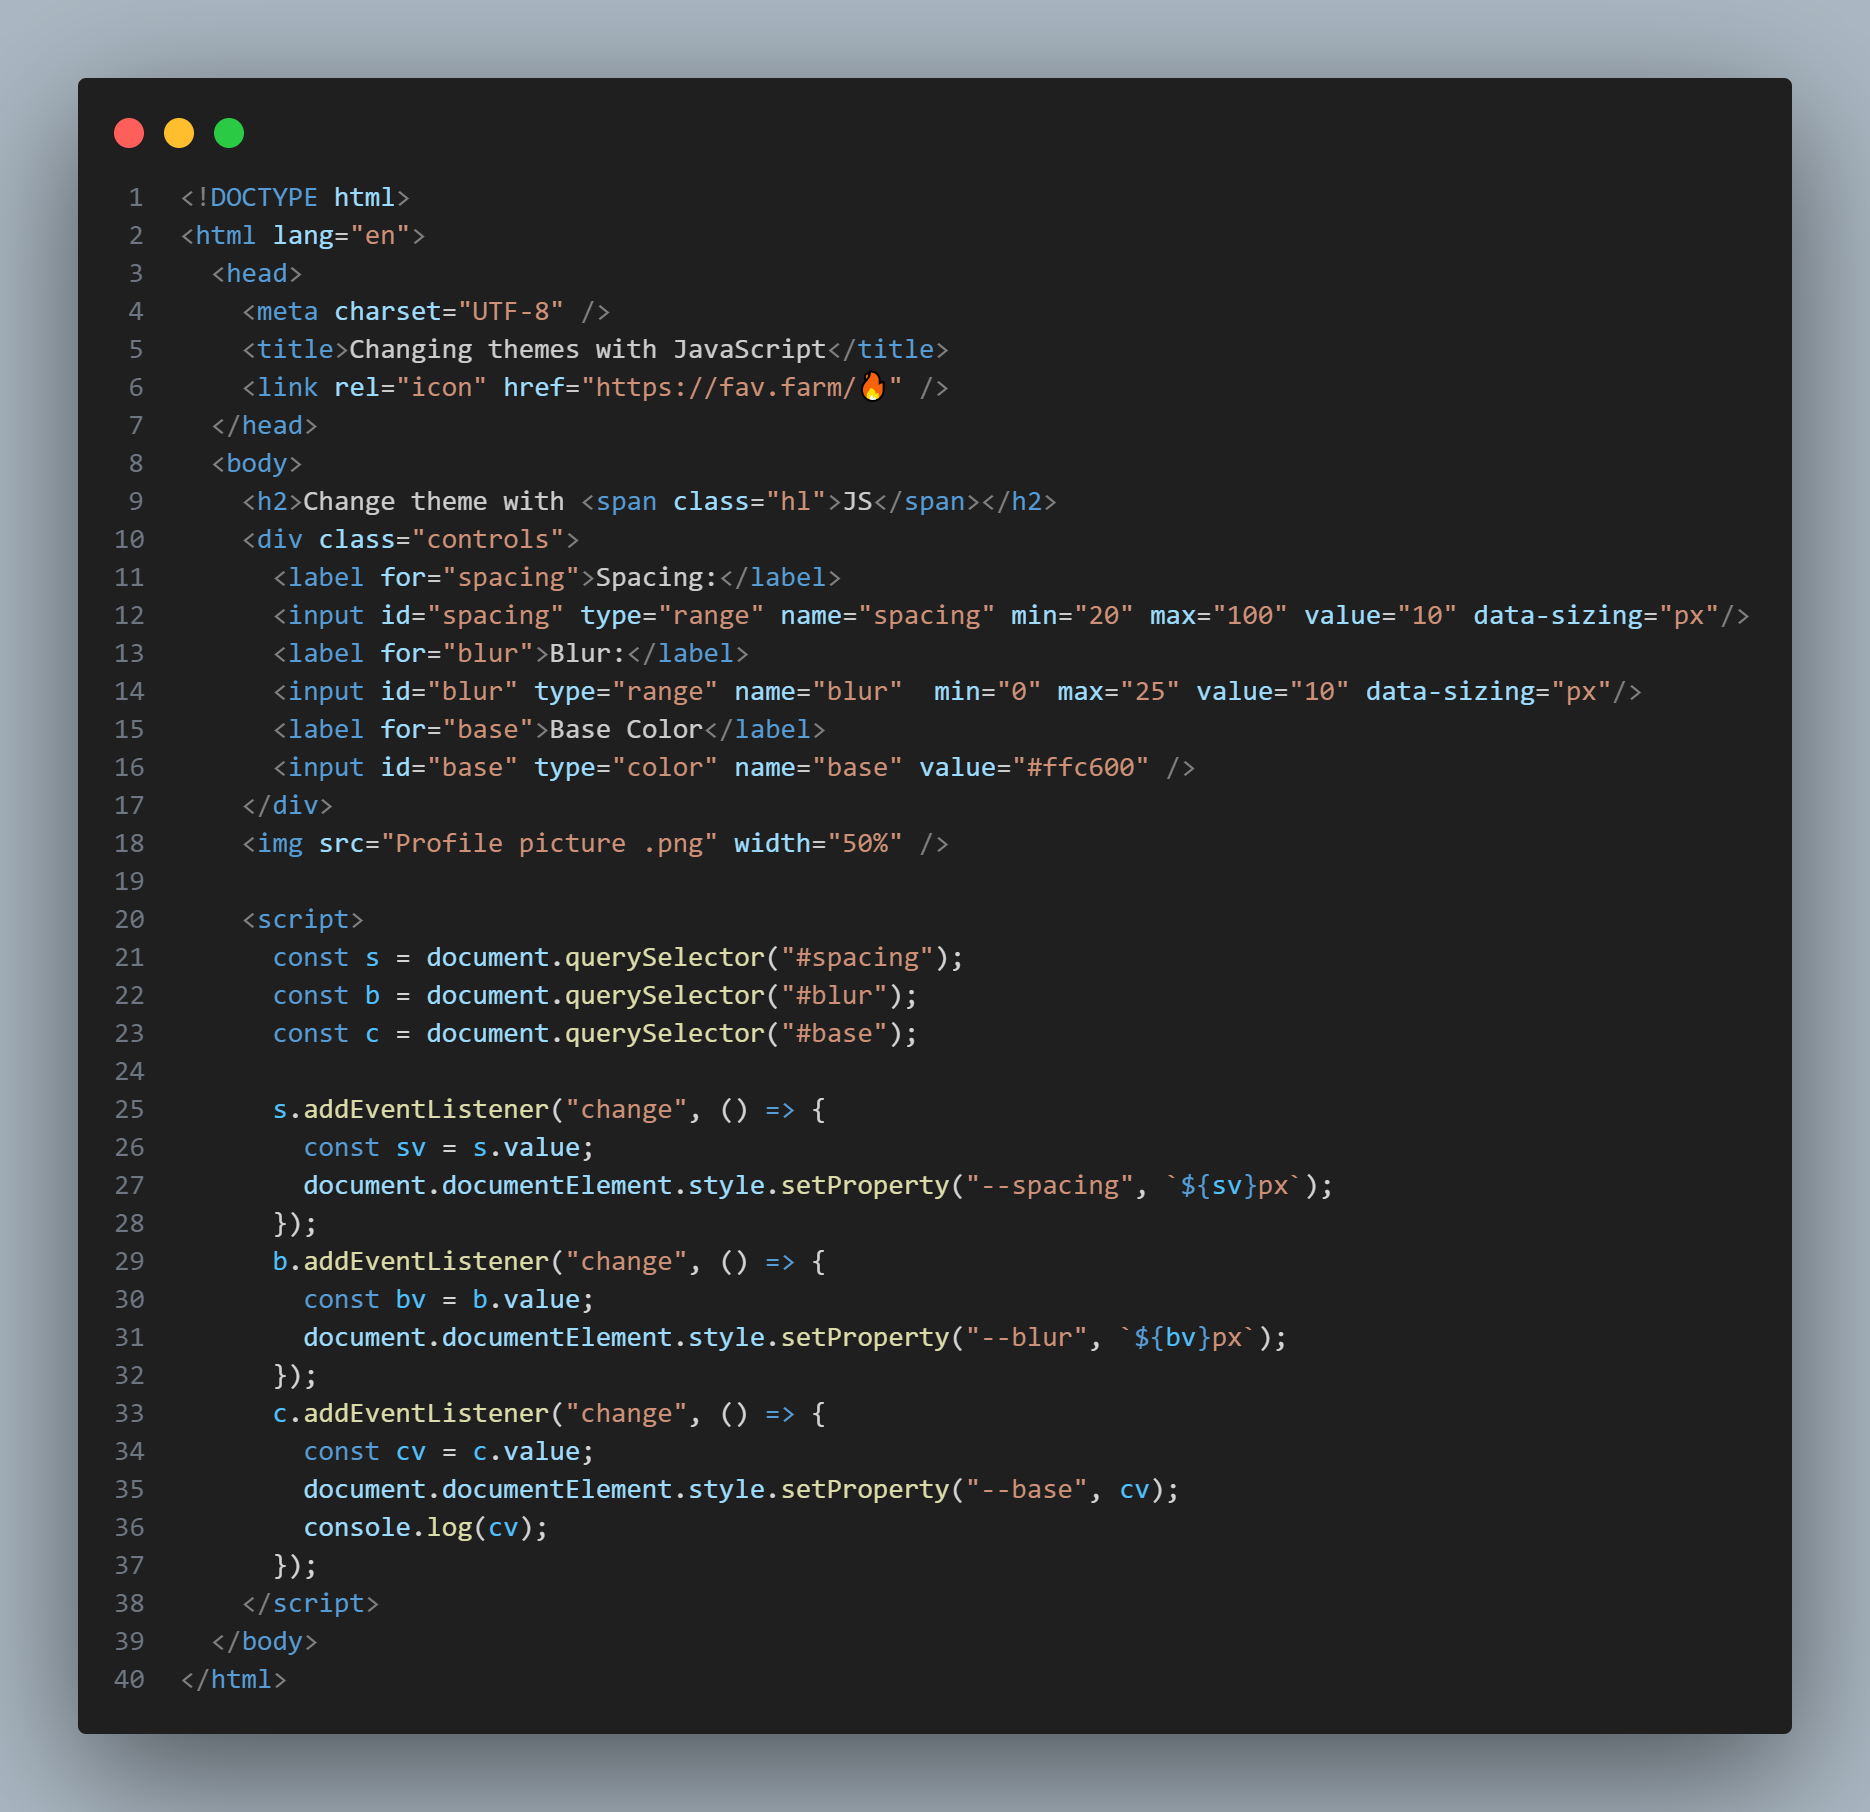 1 <!DOCTYPE html>
2 <html lang="en">
3   <head>
4     <meta charset="UTF-8" />
5     <title>Changing themes with JavaScript</title>
6     <link rel="icon" href="https://fav.farm/🔥" />
7   </head>
8   <body>
9     <h2>Change theme with <span class="hl">JS</span></h2>
10     <div class="controls">
11       <label for="spacing">Spacing:</label>
12       <input id="spacing" type="range" name="spacing" min="20" max="100" value="10" data-sizing="px"/>
13       <label for="blur">Blur:</label>
14       <input id="blur" type="range" name="blur"  min="0" max="25" value="10" data-sizing="px"/>
15       <label for="base">Base Color</label>
16       <input id="base" type="color" name="base" value="#ffc600" />
17     </div>
18     <img src="Profile picture .png" width="50%" />
19
20     <script>
21       const s = document.querySelector("#spacing");
22       const b = document.querySelector("#blur");
23       const c = document.querySelector("#base");
24
25       s.addEventListener("change", () => {
26         const sv = s.value;
27         document.documentElement.style.setProperty("--spacing", `${sv}px`);
28       });
29       b.addEventListener("change", () => {
30         const bv = b.value;
31         document.documentElement.style.setProperty("--blur", `${bv}px`);
32       });
33       c.addEventListener("change", () => {
34         const cv = c.value;
35         document.documentElement.style.setProperty("--base", cv);
36         console.log(cv);
37       });
38     </script>
39   </body>
40 </html>